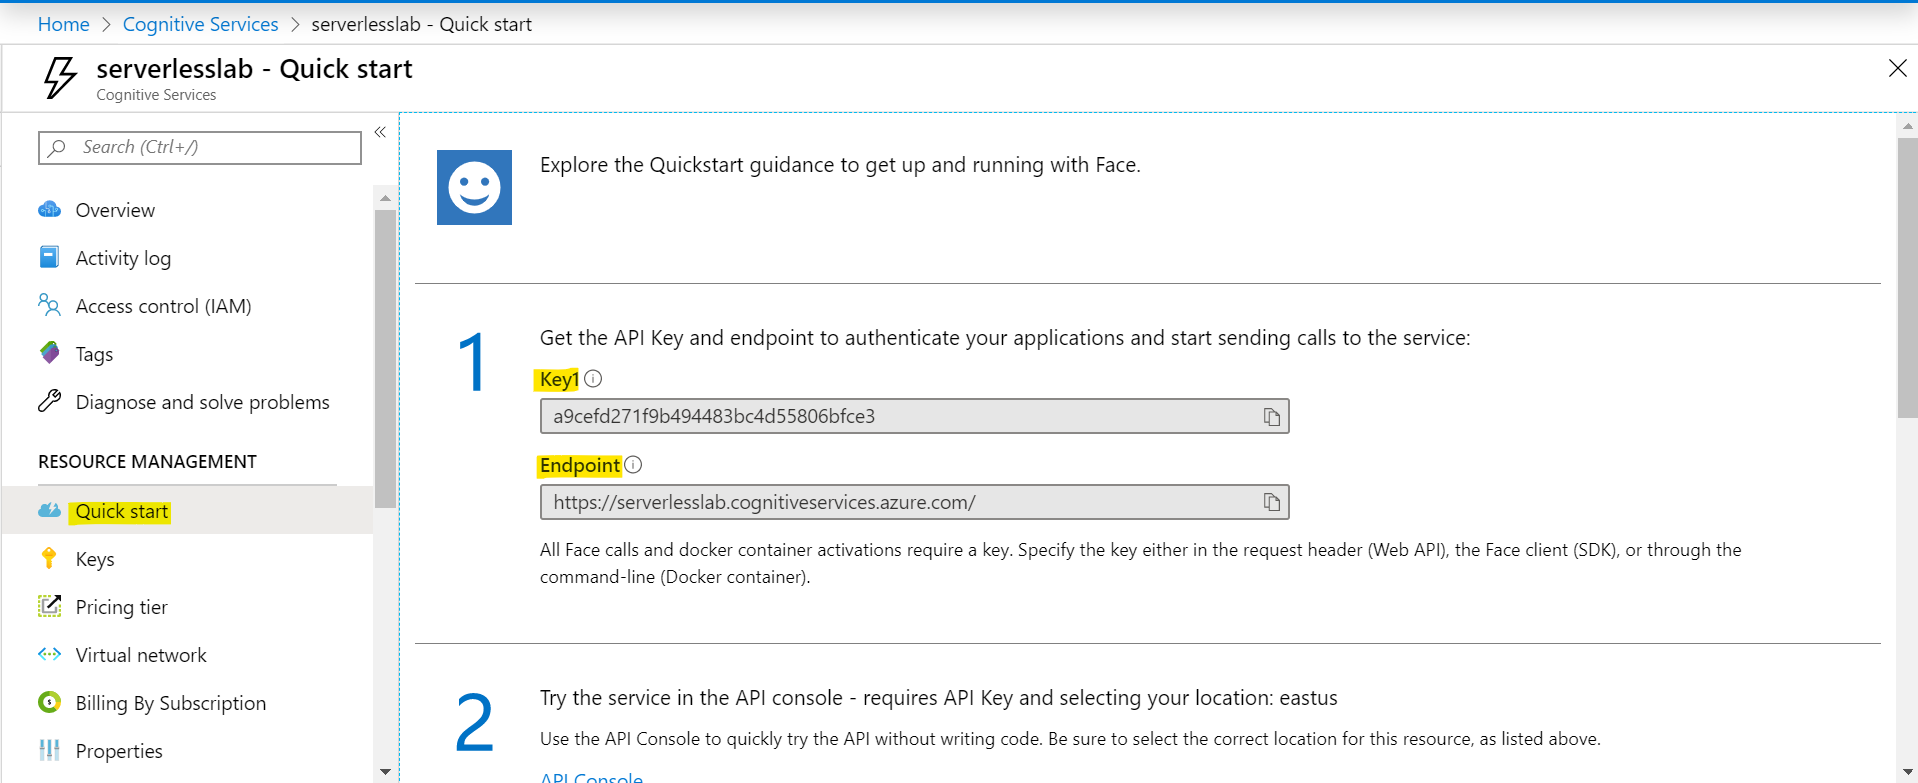 Home > Cognitive Services > serverlesslab - Quick start
serverlesslab - Quick start
Cognitive Services
Search (Ctrl+/)
Overview
Activity log
Access control (IAM)
Tags
Diagnose and solve problems
RESOURCE MANAGEMENT
Quick start
Keys
Pricing tier
Virtual network
Billing By Subscription
Properties
Explore the Quickstart guidance to get up and running with Face.
1
Get the API Key and endpoint to authenticate your applications and start sending calls to the service:
Key1
a9cefd271f9b494483bc4d55806bfce3
Endpoint
https://serverlesslab.cognitiveservices.azure.com/
All Face calls and docker container activations require a key. Specify the key either in the request header (Web API), the Face client (SDK), or through the
command-line (Docker container).
2
Try the service in the API console - requires API Key and selecting your location: eastus
Use the API Console to quickly try the API without writing code. Be sure to select the correct location for this resource, as listed above.
API Console